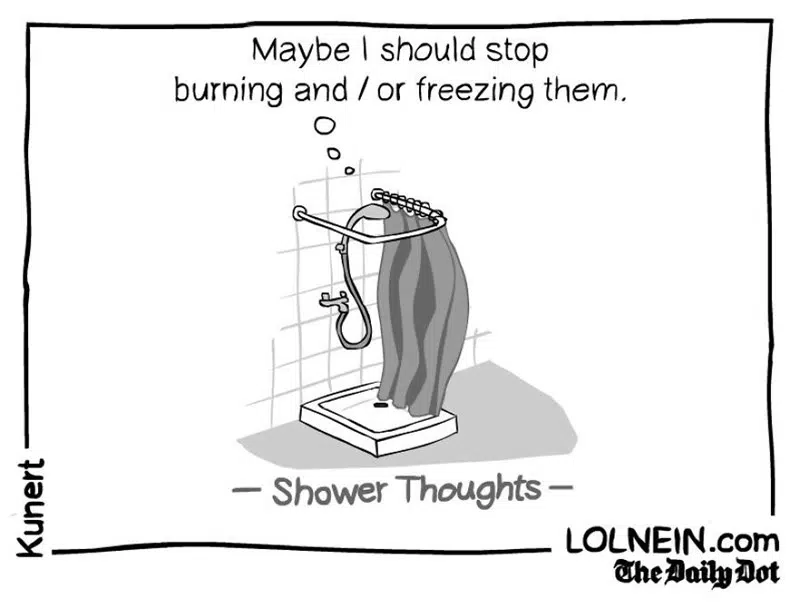 Maybe I should stop
burning and / or freezing them.
– Shower Thoughts –
Kunert
LOLNEIN.com
The Daily Dot